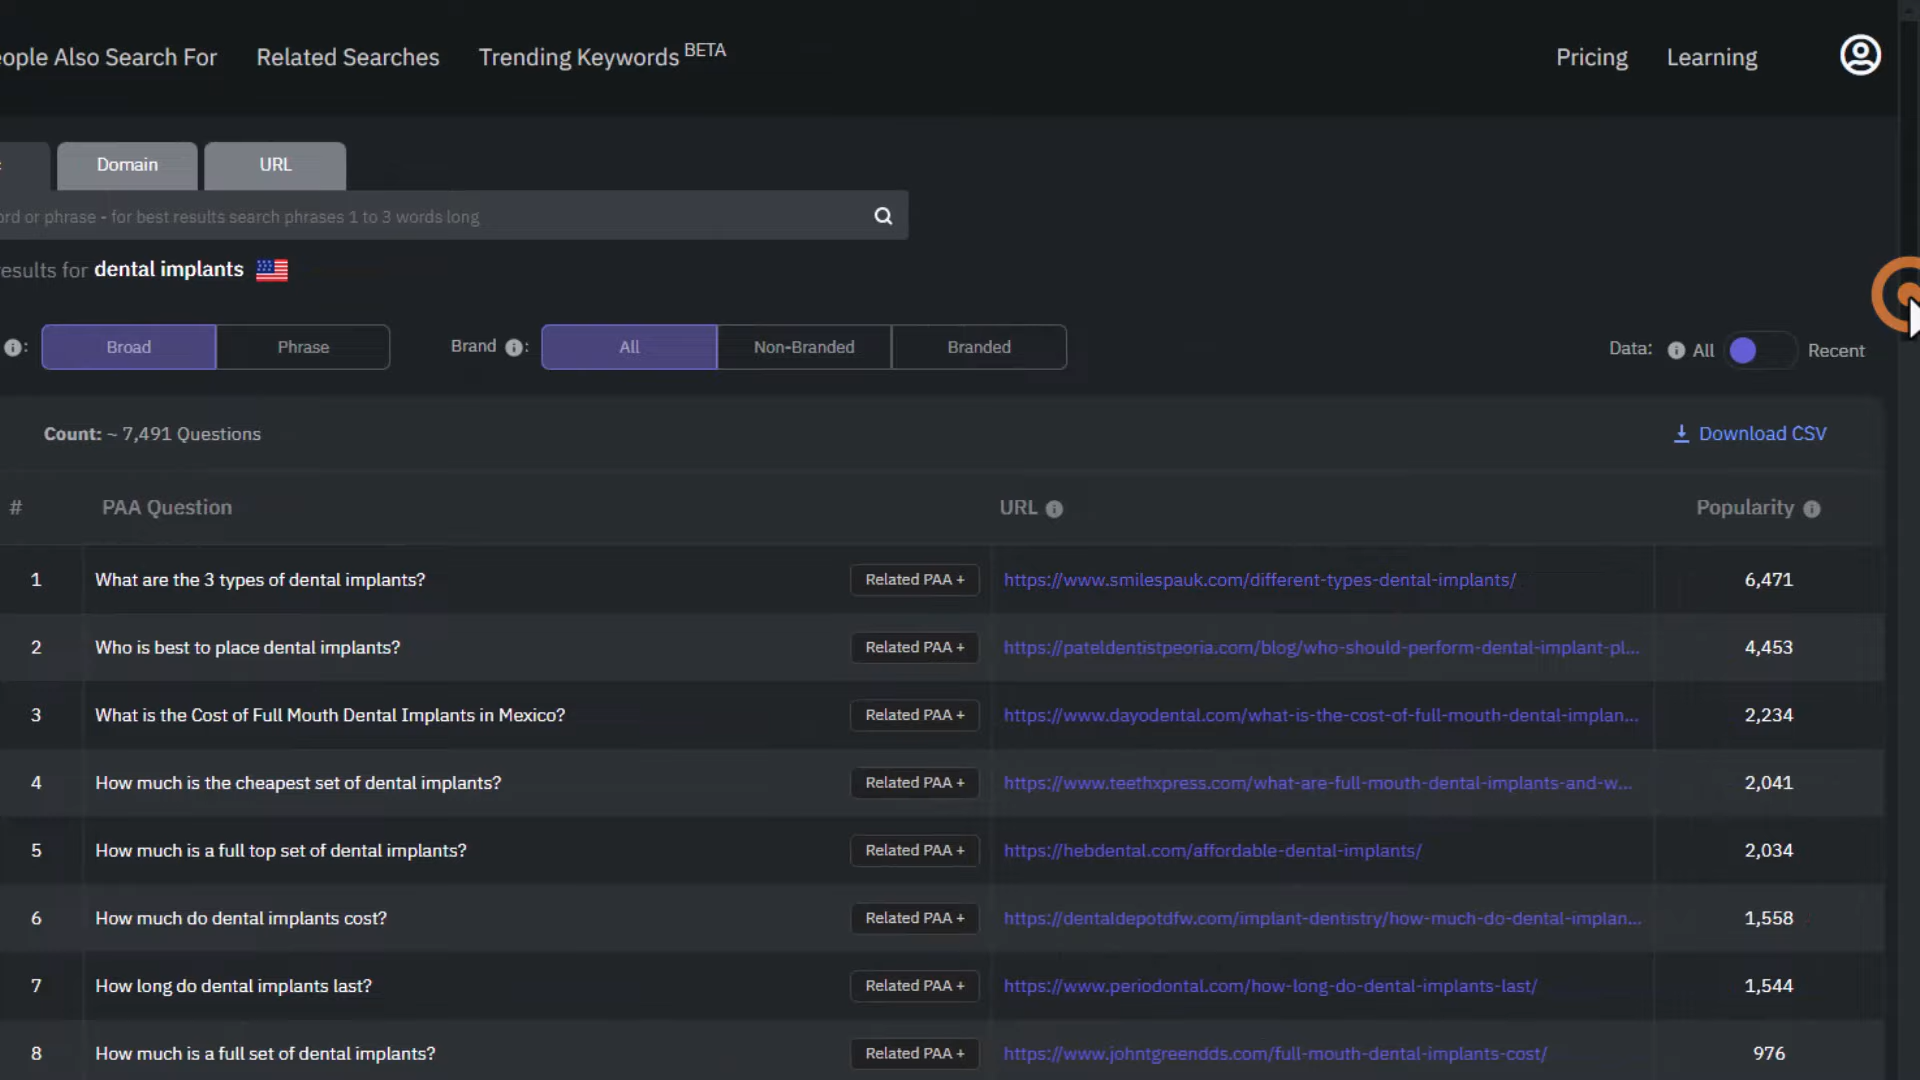 eople Also Search For Related Searches Trending Keywords BETA Pricing Learning
Domain URL
ord or phrase - for best results search phrases 1 to 3 words long
results for dental implants
: Broad Phrase Brand : All Non-Branded Branded Data: All Recent
Count: ~ 7,491 Questions Download CSV
# PAA Question URL Popularity
1 What are the 3 types of dental implants? Related PAA + https://www.smilespauk.com/different-types-dental-implants/ 6,471
2 Who is best to place dental implants? Related PAA + https://pateldentistpeoria.com/blog/who-should-perform-dental-implant-pl... 4,453
3 What is the Cost of Full Mouth Dental Implants in Mexico? Related PAA + https://www.dayodental.com/what-is-the-cost-of-full-mouth-dental-implan... 2,234
4 How much is the cheapest set of dental implants? Related PAA + https://www.teethxpress.com/what-are-full-mouth-dental-implants-and-w... 2,041
5 How much is a full top set of dental implants? Related PAA + https://hebdental.com/affordable-dental-implants/ 2,034
6 How much do dental implants cost? Related PAA + https://dentaldepotdfw.com/implant-dentistry/how-much-do-dental-implan... 1,558
7 How long do dental implants last? Related PAA + https://www.periodontal.com/how-long-do-dental-implants-last/ 1,544
8 How much is a full set of dental implants? Related PAA + https://www.johntgreendds.com/full-mouth-dental-implants-cost/ 976